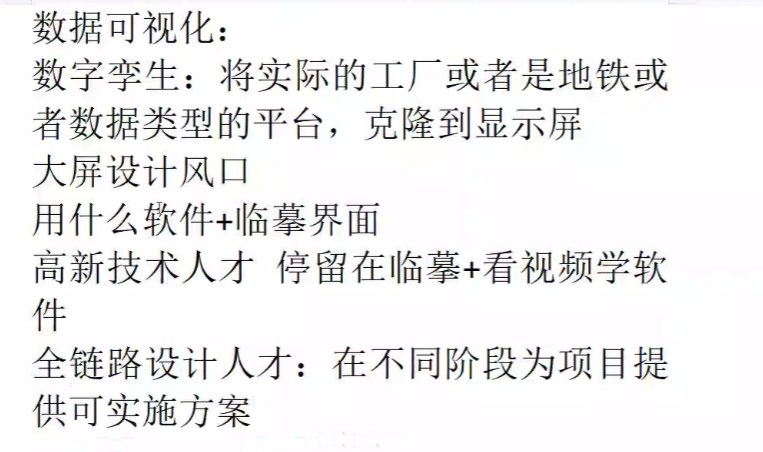 数据可视化：
数字孪生：将实际的工厂或者是地铁或
者数据类型的平台，克隆到显示屏
大屏设计风口
用什么软件+临摹界面
高新技术人才 停留在临摹+看视频学软
件
全链路设计人才：在不同阶段为项目提
供可实施方案